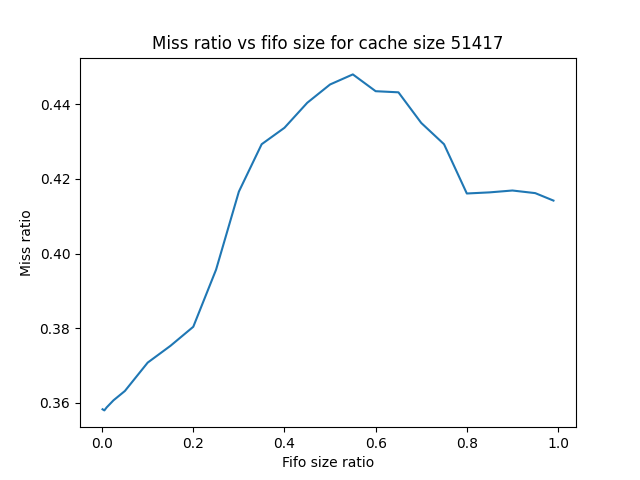 Miss ratio vs fifo size for cache size 51417
0.44
0.42
0.40
0.38
0.36
Miss ratio
0.0 0.2 0.4 0.6 0.8 1.0
Fifo size ratio